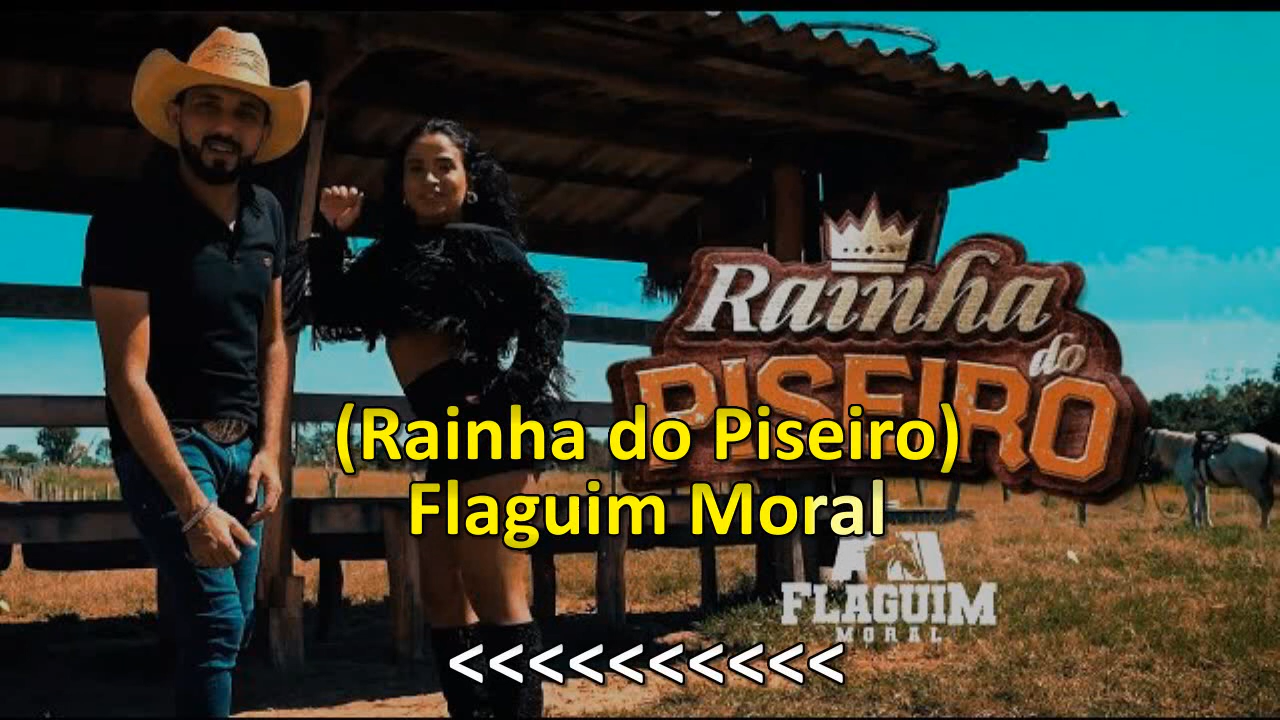 Rainha
do
PISEIRO
(Rainha do Piseiro)
Flaguim Moral
FLAGUIM
MORAL
<<<<<<<<<<